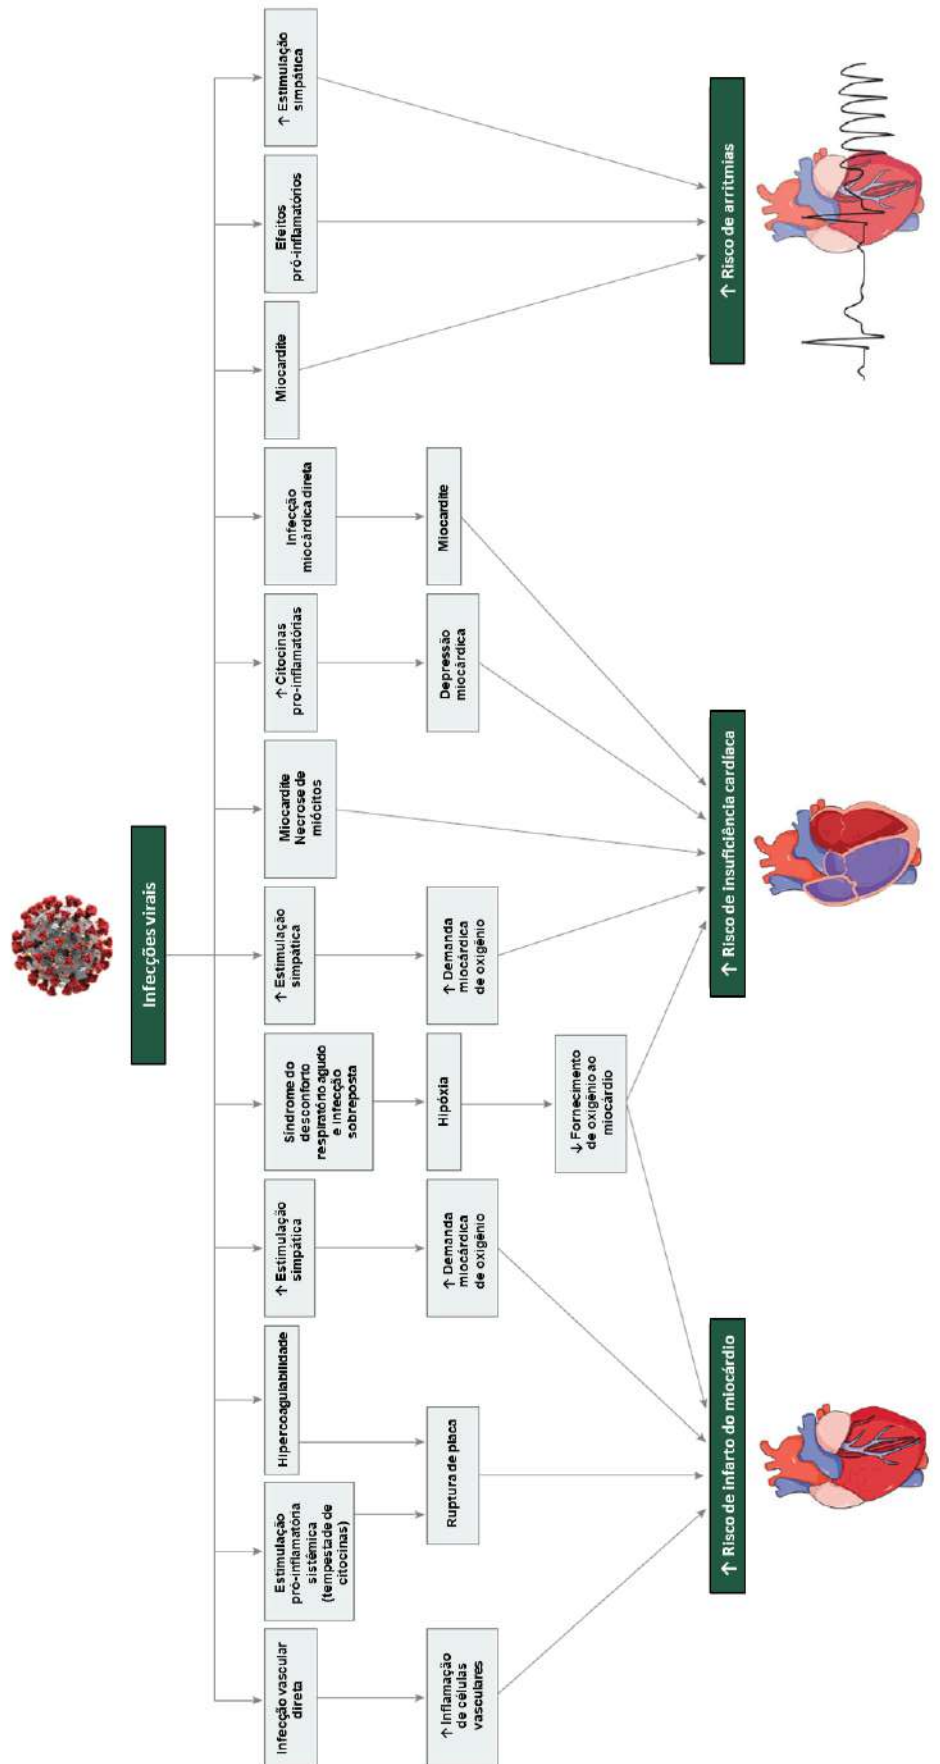 Infecções virais
Infecção vascular
direta
Estimulação
pró-inflamatória
sistêmica
(tempestade de
citocinas)
Hipercoagulabilidade
↑ Estimulação
simpática
Síndrome do
desconforto
respiratório agudo
e infecção
sobreposta
↑ Estimulação
simpática
Miocardite
Necrose de
miócitos
↑ Citocinas
pro-inflamatórias
Infecção
miocárdica direta
Miocardite
Efeitos
pró-inflamatórios
↑ Estimulação
simpática
↑ Inflamação
de células
vasculares
Ruptura de placa
↑ Demanda
miocárdica
de oxigênio
Hipóxia
↑ Demanda
miocárdica
de oxigênio
Depressão
miocárdica
Miocardite
↓ Fornecimento
de oxigênio ao
miocárdio
↑ Risco de infarto do miocárdio
↑ Risco de insuficiência cardíaca
↑ Risco de arritmias